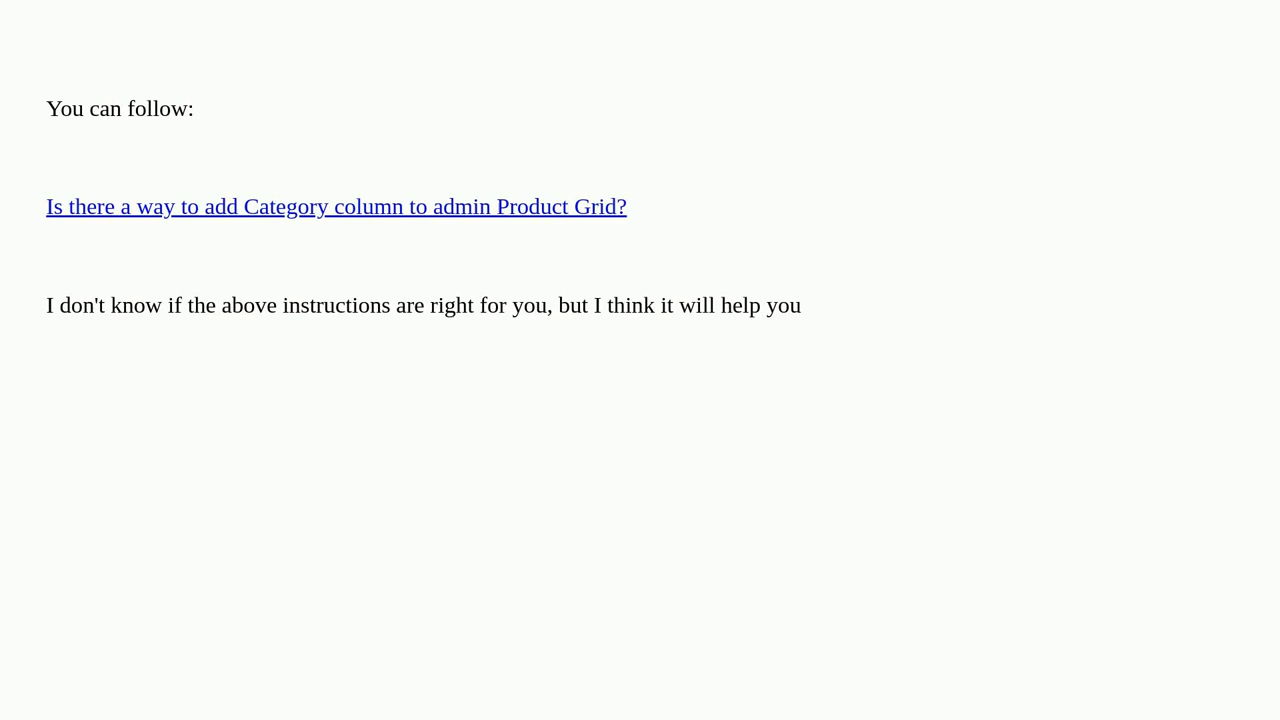 You can follow:
Is there a way to add Category column to admin Product Grid?
I don't know if the above instructions are right for you, but I think it will help you